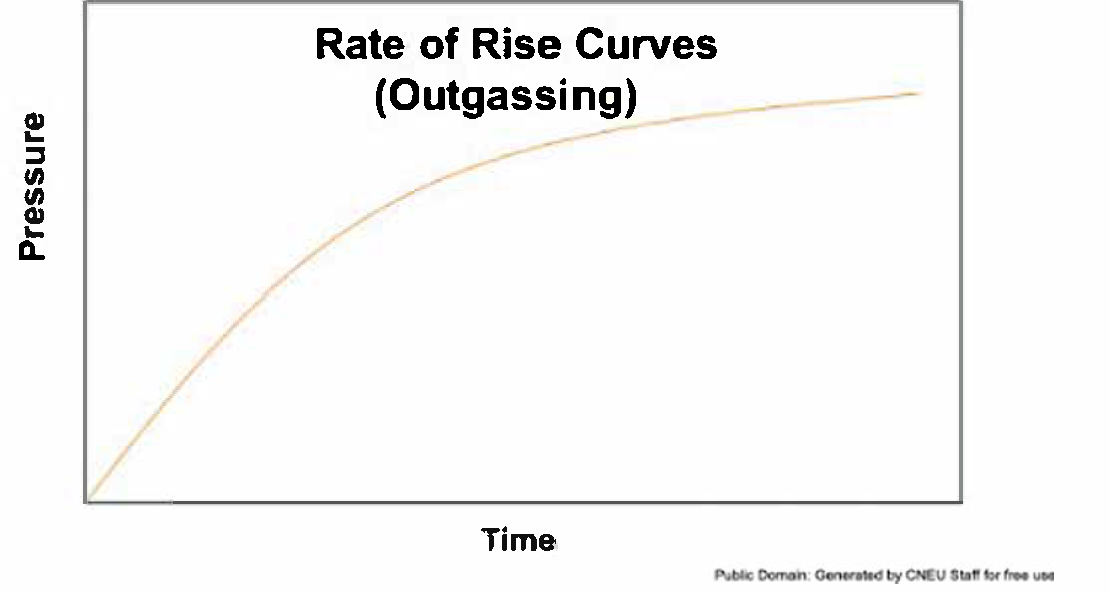 Rate of Rise Curves
(Outgassing)
Pressure
Time
Public Domain: Generated by CNEU Staff for free use